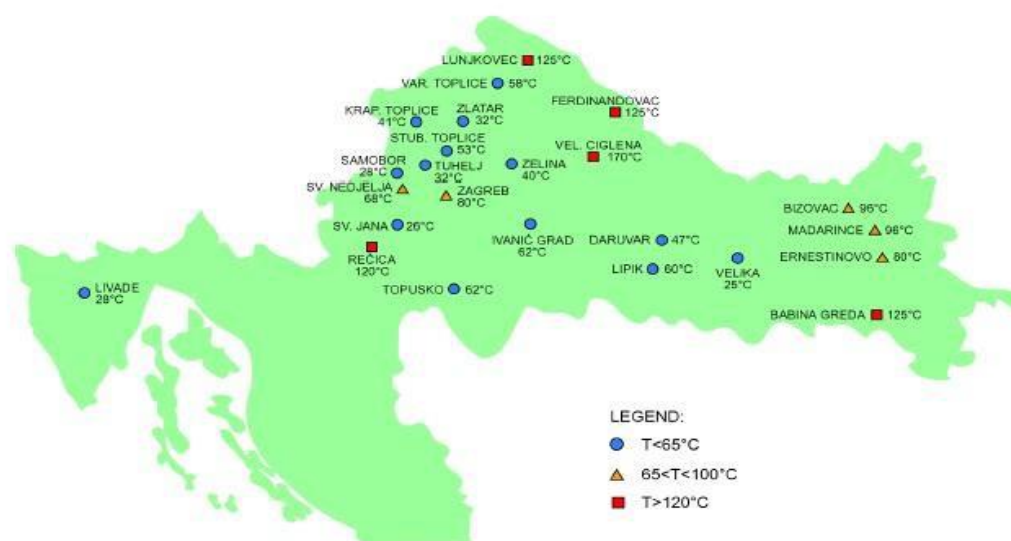 LUNJKOVEC 125°C
VAR. TOPLICE 58°C
FERDINANDOVAC
125°C
KRAP. TOPLICE
41°C
ZLATAR
32°C
STUB. TOPLICE
53°C
VEL. CIGLENA
170°C
SAMOBOR
28°C
TUHELJ
32°C
ZELINA
40°C
SV. NEDJELJA
68°C
ZAGREB
80°C
BIZOVAC 96°C
SV. JANA 26°C
IVANIĆ GRAD
62°C
DARUVAR 47°C
MADARINCE 96°C
REČICA
120°C
LIPIK 60°C
VELIKA
25°C
ERNESTINOVO 80°C
LIVADE
28°C
TOPUSKO 62°C
BABINA GREDA 125°C
LEGEND:
T<65°C
65<T<100°C
T>120°C